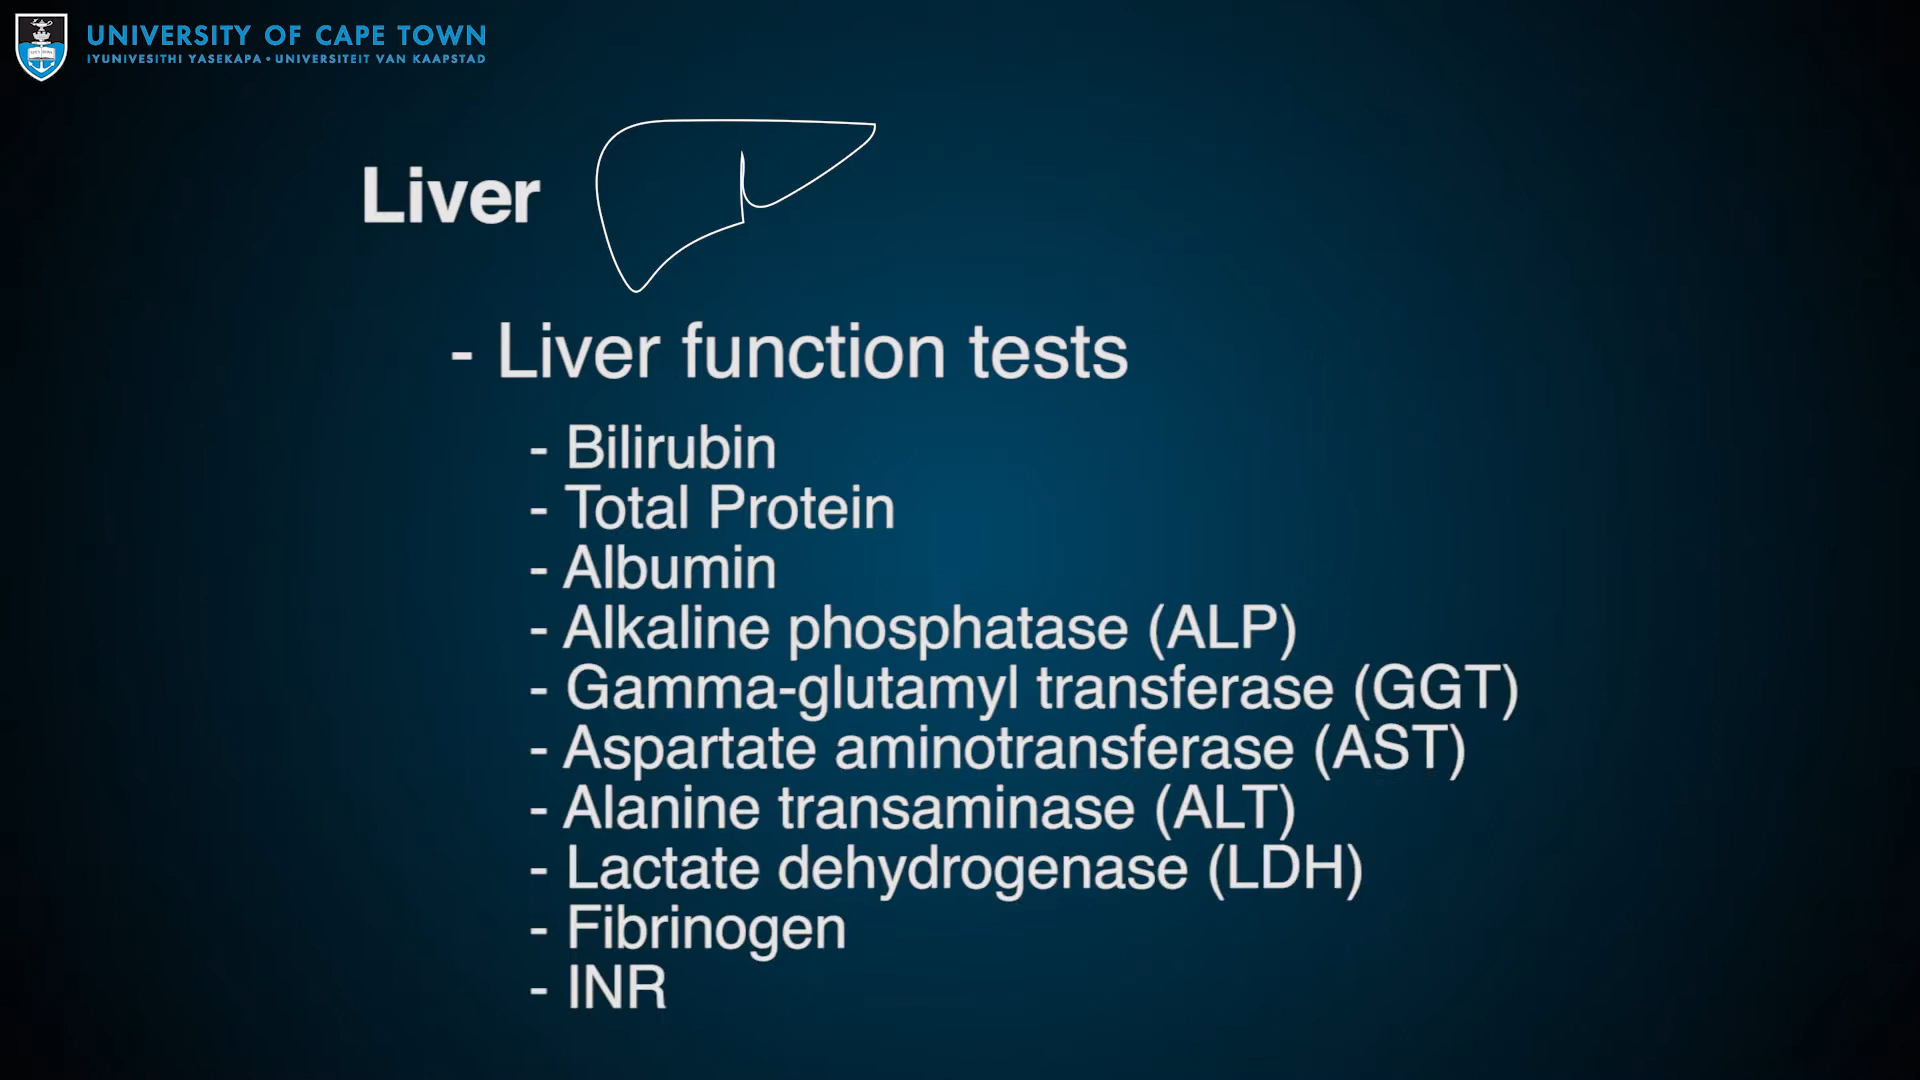 UNIVERSITY OF CAPE TOWN
IYUNIVESITHI YASEKAPA • UNIVERSITEIT VAN KAAPSTAD
Liver
- Liver function tests
- Bilirubin
- Total Protein
- Albumin
- Alkaline phosphatase (ALP)
- Gamma-glutamyl transferase (GGT)
- Aspartate aminotransferase (AST)
- Alanine transaminase (ALT)
- Lactate dehydrogenase (LDH)
- Fibrinogen
- INR